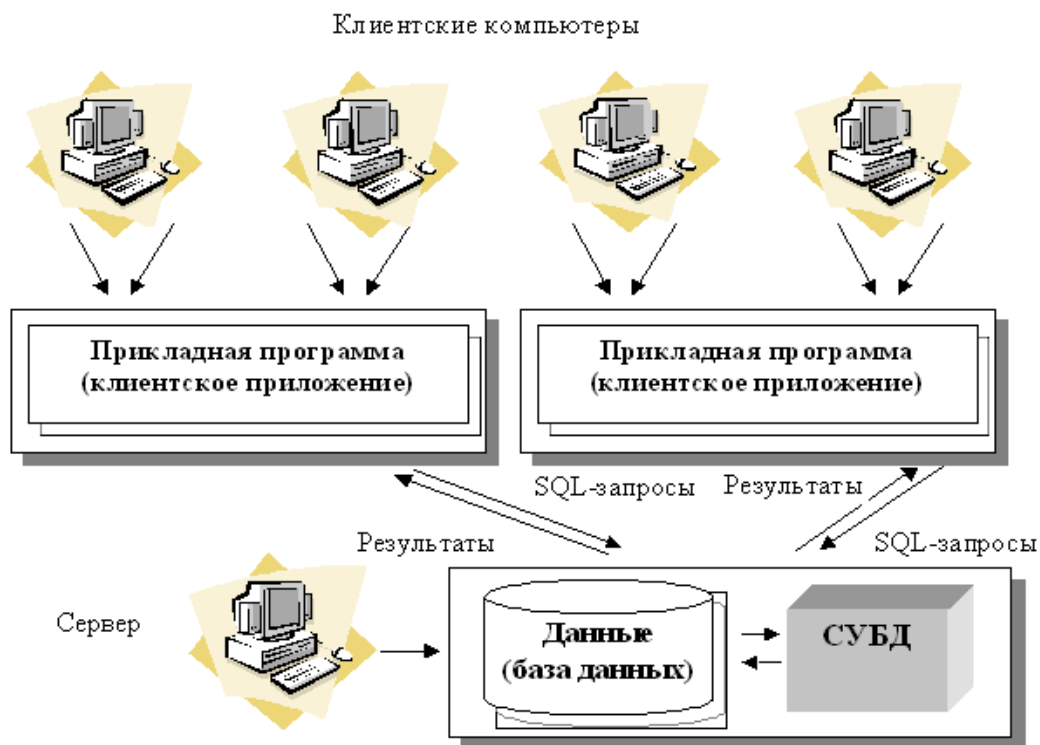 Клиентские компьютеры
Прикладная программа
(клиентское приложение)
Прикладная программа
(клиентское приложение)
SQL-запросы
Результаты
Результаты
SQL-запросы
Сервер
Данные
(база данных)
СУБД